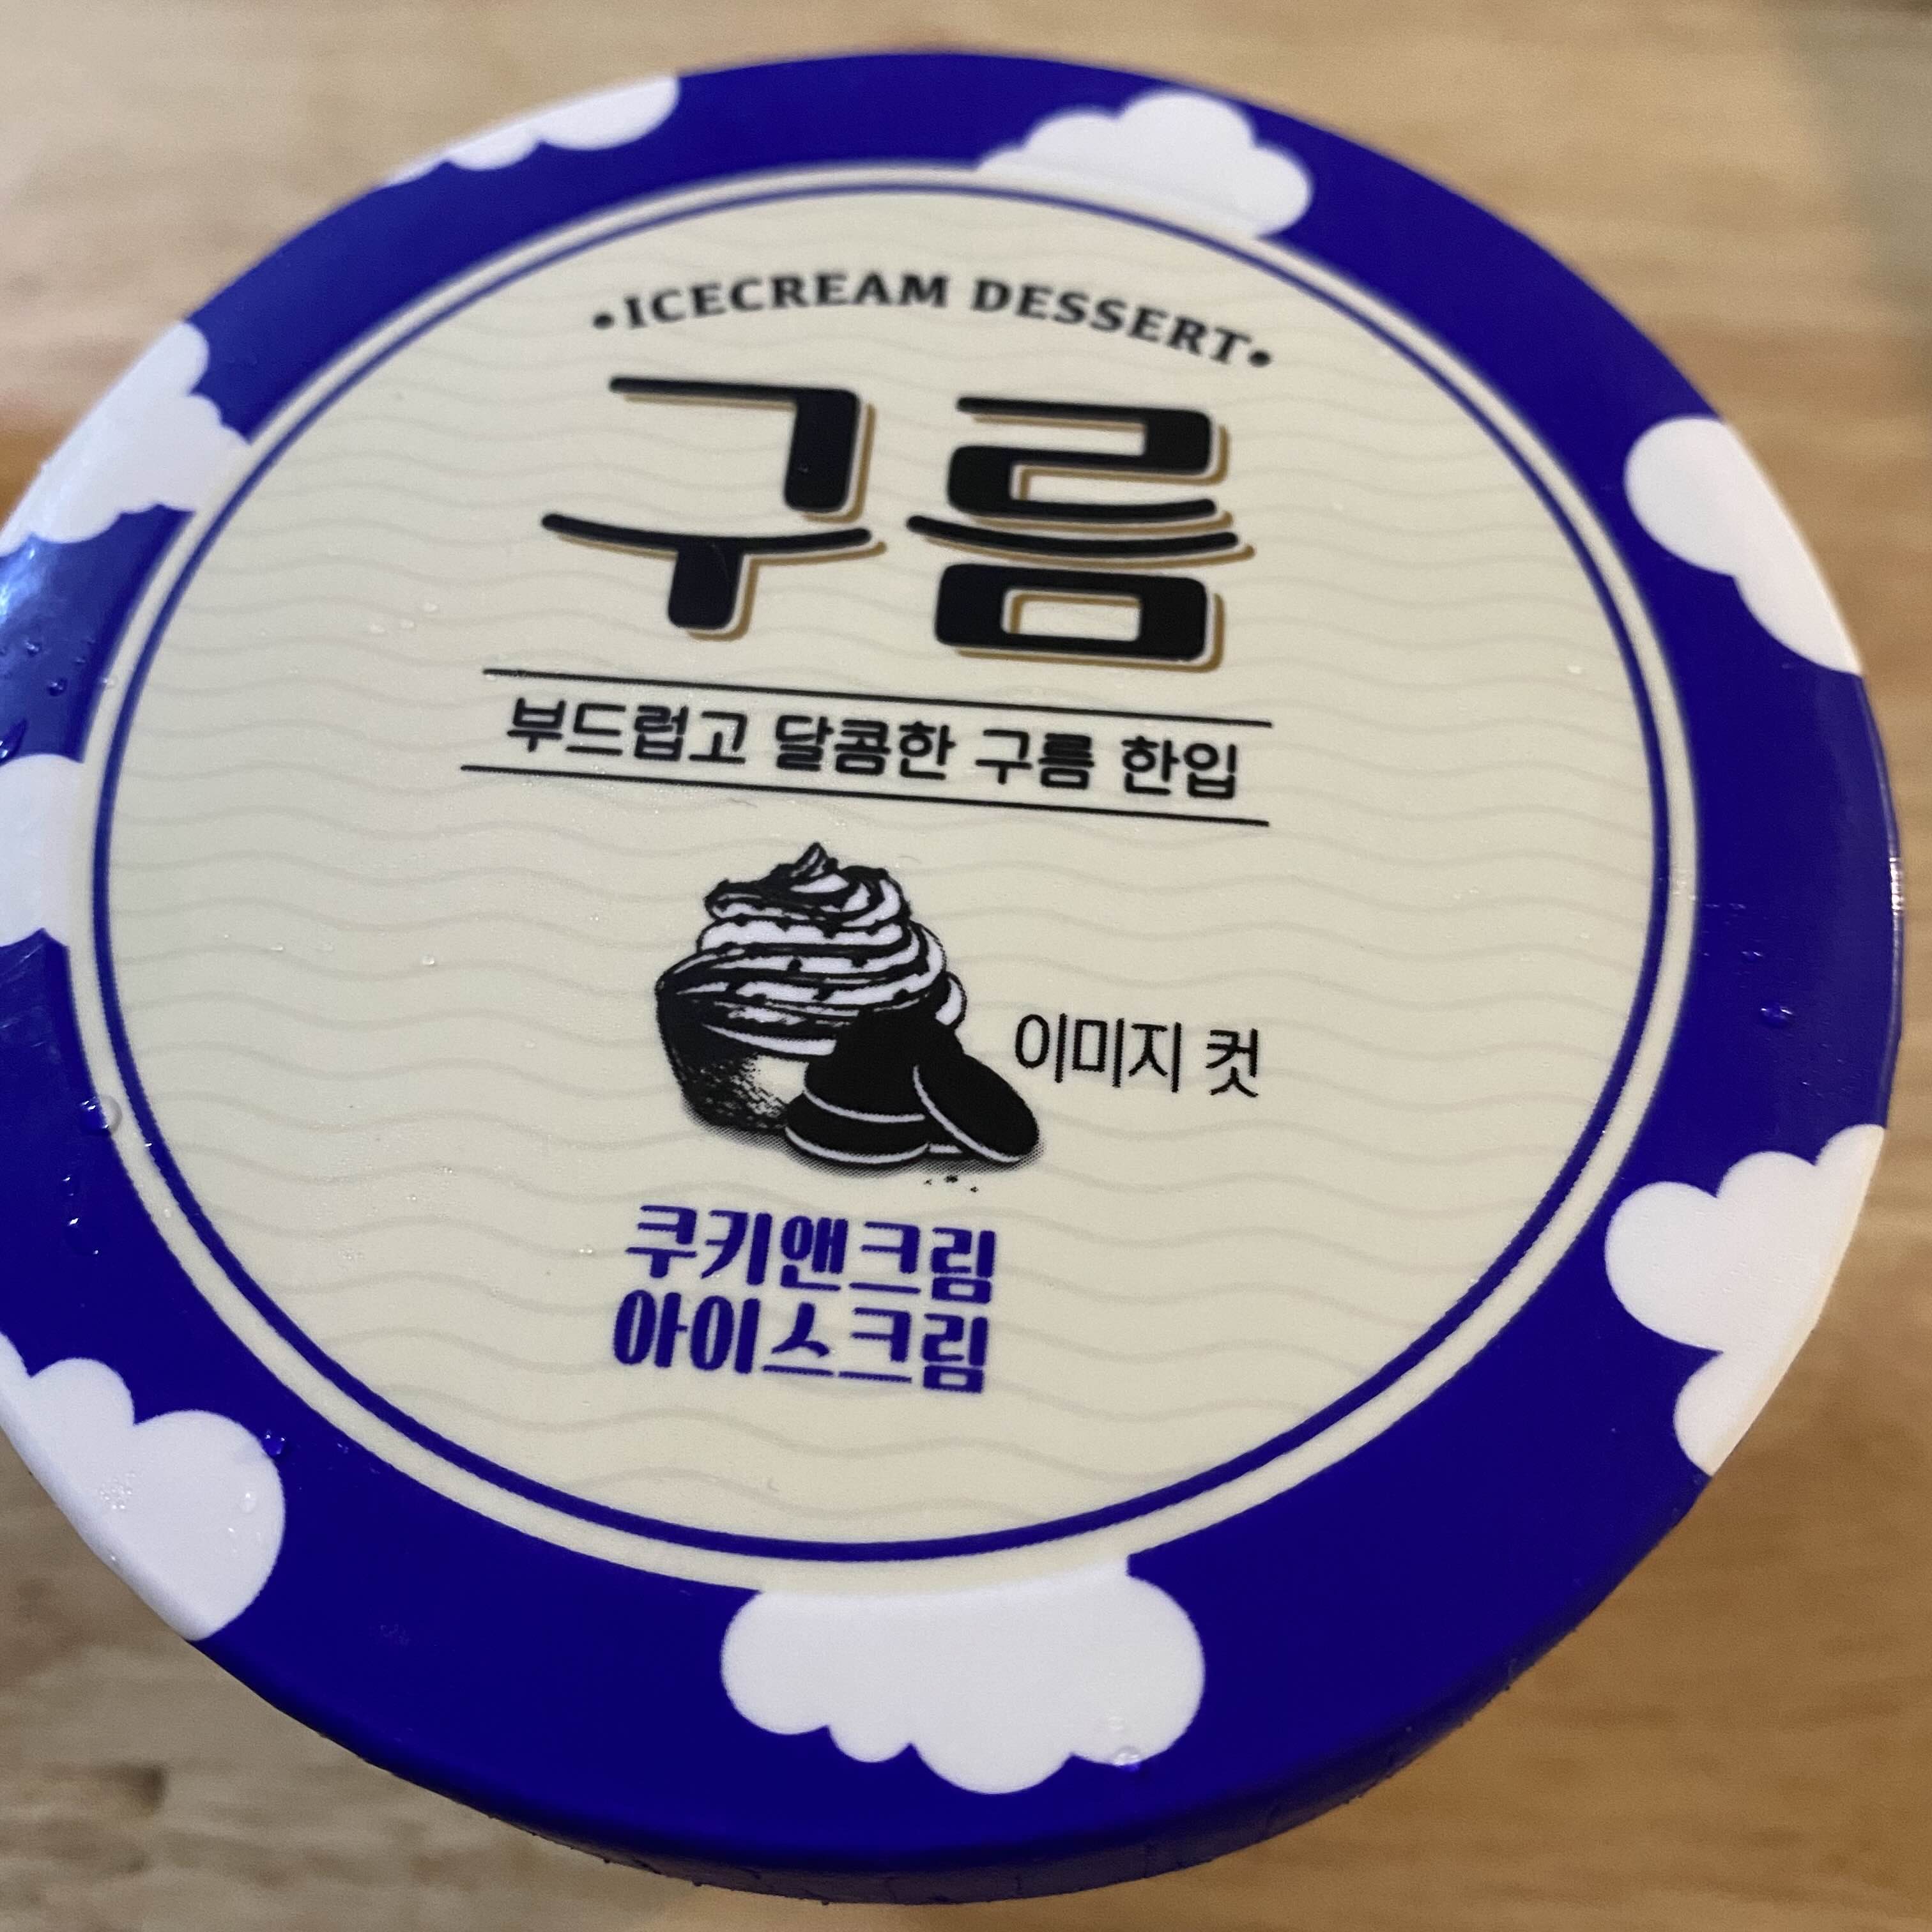 •ICECREAM DESSERT•
구름
부드럽고 달콤한 구름 한입
이미지 컷
쿠키앤크림
아이스크림